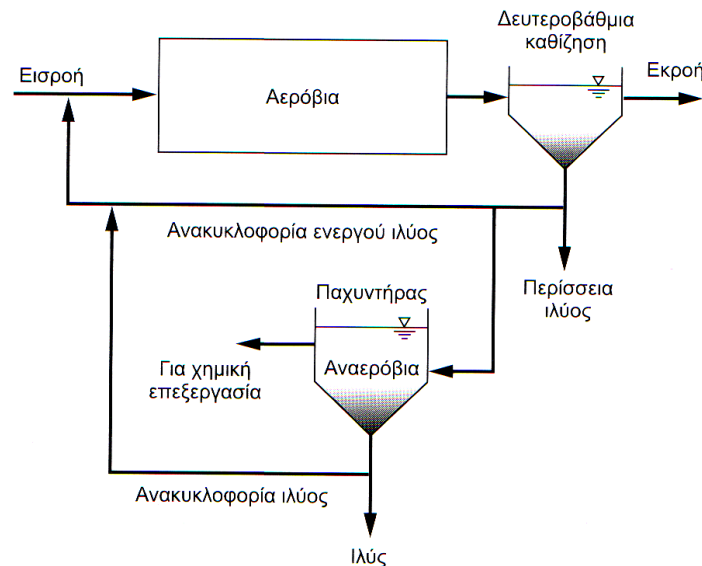 Δευτεροβάθμια
καθίζηση
Εισροή
Αερόβια
Εκροή
Ανακυκλοφορία ενεργού ιλύος
Περίσσεια
ιλύος
Παχυντήρας
Αναερόβια
Για χημική
επεξεργασία
Ανακυκλοφορία ιλύος
Ιλύς